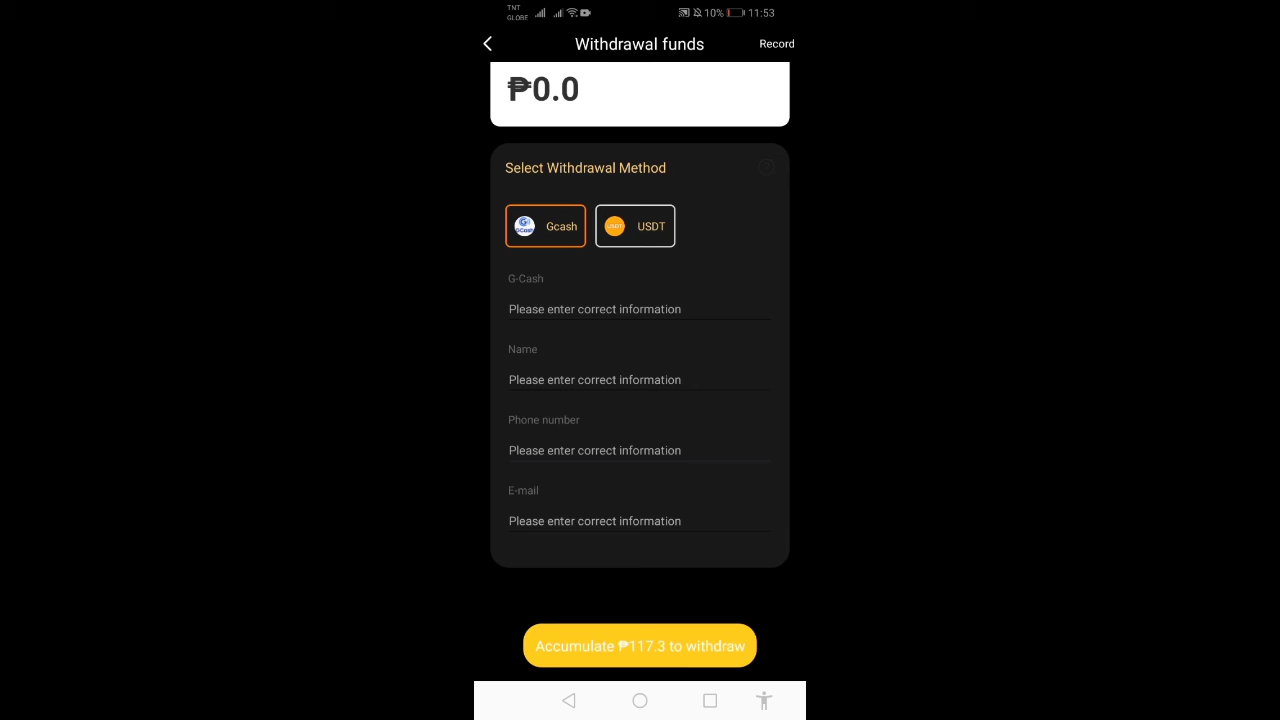 TNT
GLOBE
10% 11:53
Withdrawal funds Record
₱0.0
Select Withdrawal Method
Gcash USDT
G-Cash
Please enter correct information
Name
Please enter correct information
Phone number
Please enter correct information
E-mail
Please enter correct information
Accumulate ₱117.3 to withdraw